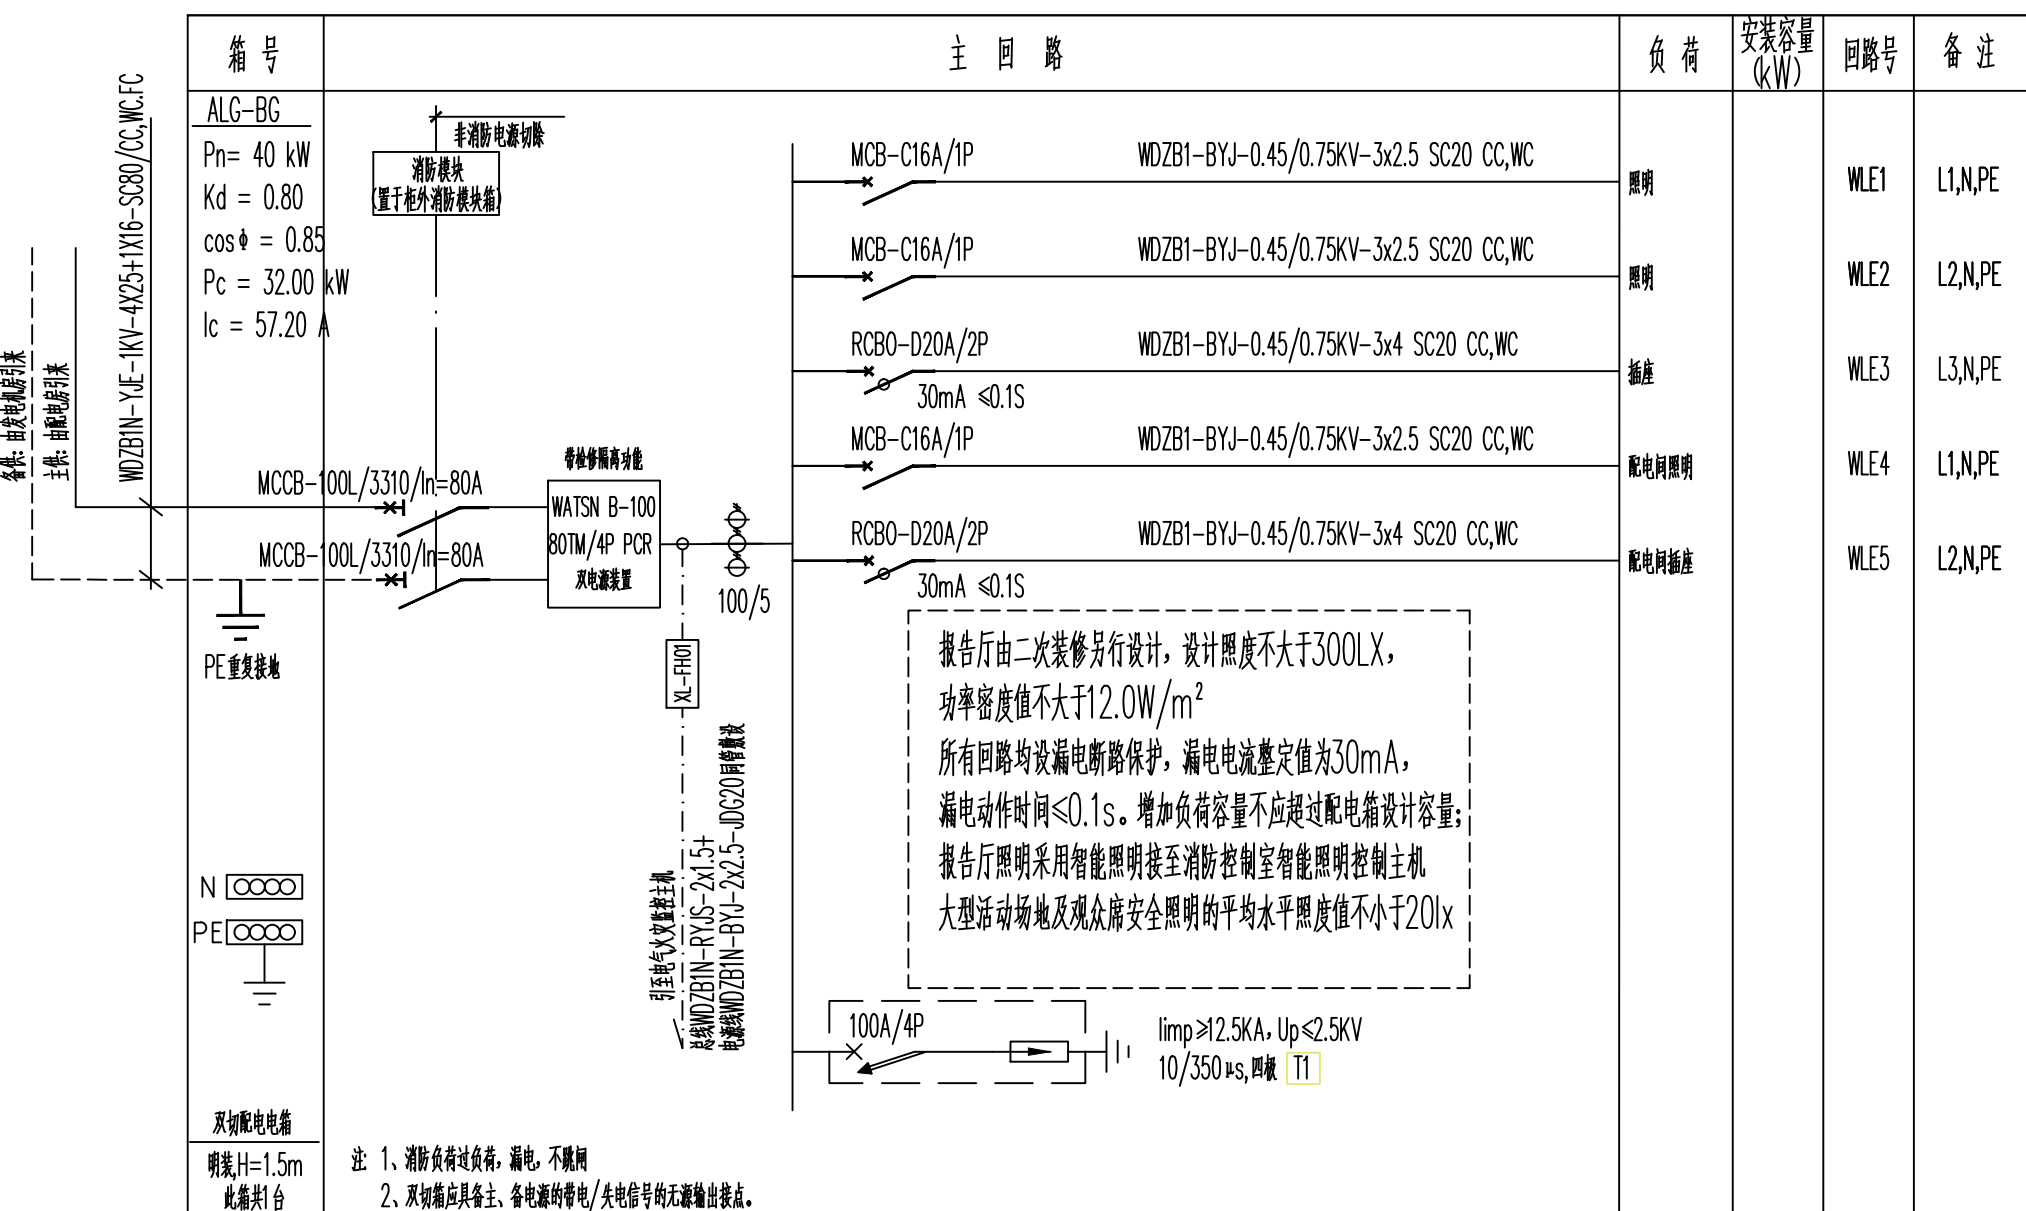 箱 号
主 回 路
负 荷
安装容量
(kW)
回路号
备 注
ALG-BG
Pn= 40 kW
Kd = 0.80
cosΦ = 0.85
Pc = 32.00 kW
Ic = 57.20 A
非消防电源切除
消防模块
(置于柜外消防模块箱)
备供: 由发电机房引来
主供: 由配电房引来
WDZB1N-YJE-1KV-4X25+1X16-SC80/CC,WC.FC
MCCB-100L/3310/In=80A
MCCB-100L/3310/In=80A
PE重复接地
带检修隔离功能
WATSN B-100
80TM/4P PCR
双电源装置
100/5
XL-FH01
引至电气火灾监控主机
总线WDZB1N-RYJS-2x1.5+
电源线WDZB1N-BYJ-2x2.5-JDG20同管敷设
MCB-C16A/1P
WDZB1-BYJ-0.45/0.75KV-3x2.5 SC20 CC,WC
照明
WLE1
L1,N,PE
MCB-C16A/1P
WDZB1-BYJ-0.45/0.75KV-3x2.5 SC20 CC,WC
照明
WLE2
L2,N,PE
RCBO-D20A/2P
WDZB1-BYJ-0.45/0.75KV-3x4 SC20 CC,WC
30mA ≤0.1S
插座
WLE3
L3,N,PE
MCB-C16A/1P
WDZB1-BYJ-0.45/0.75KV-3x2.5 SC20 CC,WC
配电间照明
WLE4
L1,N,PE
RCBO-D20A/2P
WDZB1-BYJ-0.45/0.75KV-3x4 SC20 CC,WC
30mA ≤0.1S
配电间插座
WLE5
L2,N,PE
报告厅由二次装修另行设计，设计照度不大于300LX，
功率密度值不大于12.0W/m²
所有回路均设漏电断路保护，漏电电流整定值为30mA，
漏电动作时间≤0.1s。增加负荷容量不应超过配电箱设计容量；
报告厅照明采用智能照明接至消防控制室智能照明控制主机
大型活动场地及观众席安全照明的平均水平照度值不小于20lx
N
PE
100A/4P
Iimp≥12.5KA，Up≤2.5KV
10/350μs,四极 T1
双切配电电箱
明装,H=1.5m
此箱共1台
注: 1、消防负荷过负荷，漏电，不跳闸
2、双切箱应具备主、备电源的带电/失电信号的无源输出接点。